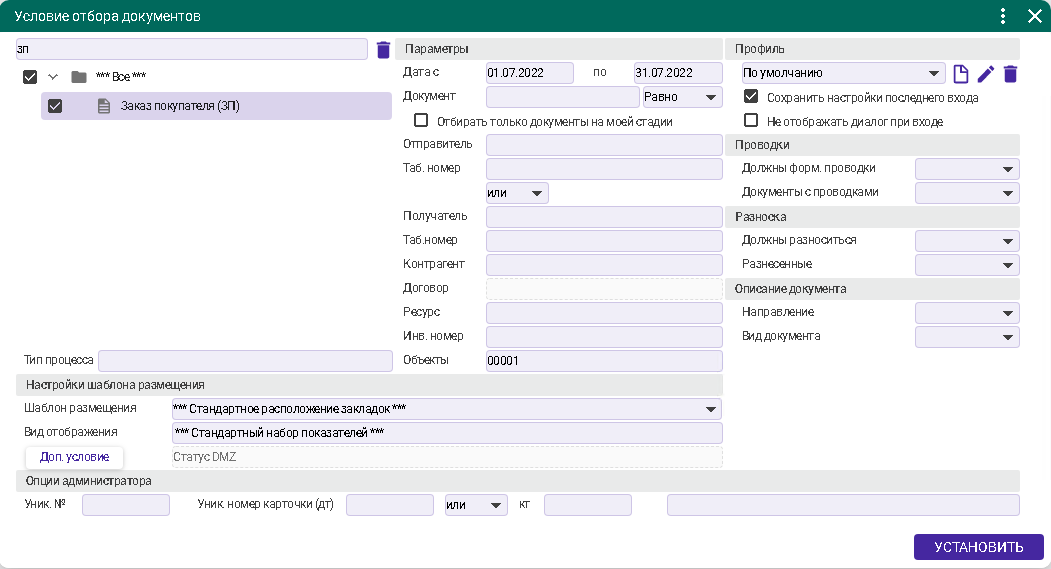 Условие отбора документов
зп
*** Все ***
Заказ покупателя (ЗП)
Тип процесса
Параметры
Дата с 01.07.2022 по 31.07.2022
Документ Равно
Отбирать только документы на моей стадии
Отправитель
Таб. номер
или
Получатель
Таб.номер
Контрагент
Договор
Ресурс
Инв. номер
Объекты 00001
Профиль
По умолчанию
Сохранить настройки последнего входа
Не отображать диалог при входе
Проводки
Должны форм. проводки
Документы с проводками
Разноска
Должны разноситься
Разнесенные
Описание документа
Направление
Вид документа
Настройки шаблона размещения
Шаблон размещения *** Стандартное расположение закладок ***
Вид отображения *** Стандартный набор показателей ***
Доп. условие Статус DMZ
Опции администратора
Уник. № Уник. номер карточки (дт) или кт
УСТАНОВИТЬ